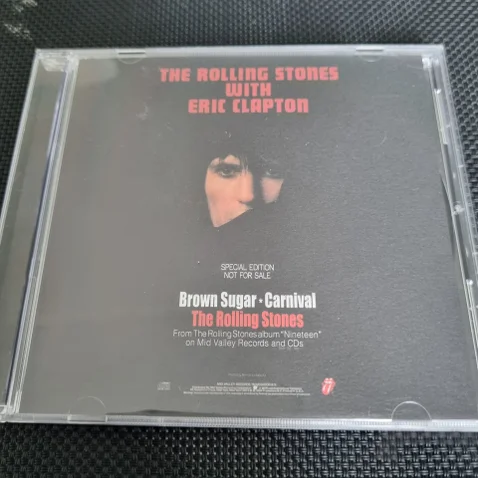 THE ROLLING STONES
WITH
ERIC CLAPTON
SPECIAL EDITION
NOT FOR SALE
Brown Sugar • Carnival
The Rolling Stones
From The Rolling Stones album "Nineteen"
on Mid Valley Records and CDs